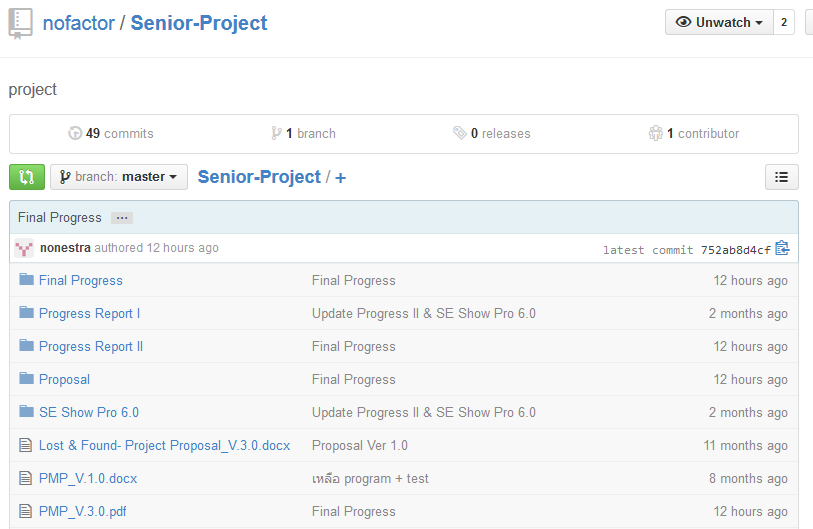 nofactor / Senior-Project Unwatch 2
project
49 commits 1 branch 0 releases 1 contributor
branch: master Senior-Project / +
Final Progress ...
nonestra authored 12 hours ago latest commit 752ab8d4cf
Final Progress Final Progress 12 hours ago
Progress Report I Update Progress II & SE Show Pro 6.0 2 months ago
Progress Report II Final Progress 12 hours ago
Proposal Final Progress 12 hours ago
SE Show Pro 6.0 Update Progress II & SE Show Pro 6.0 2 months ago
Lost & Found- Project Proposal_V.3.0.docx Proposal Ver 1.0 11 months ago
PMP_V.1.0.docx เหลือ program + test 8 months ago
PMP_V.3.0.pdf Final Progress 12 hours ago